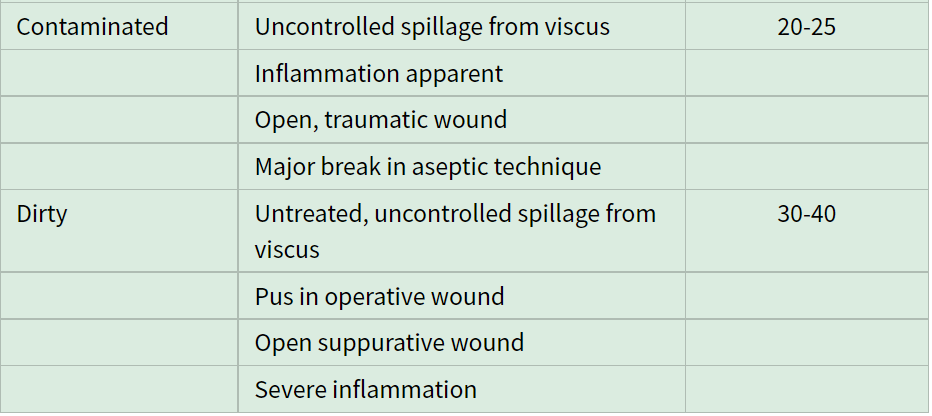 Contaminated Uncontrolled spillage from viscus 20-25
Inflammation apparent
Open, traumatic wound
Major break in aseptic technique
Dirty Untreated, uncontrolled spillage from 30-40
viscus
Pus in operative wound
Open suppurative wound
Severe inflammation